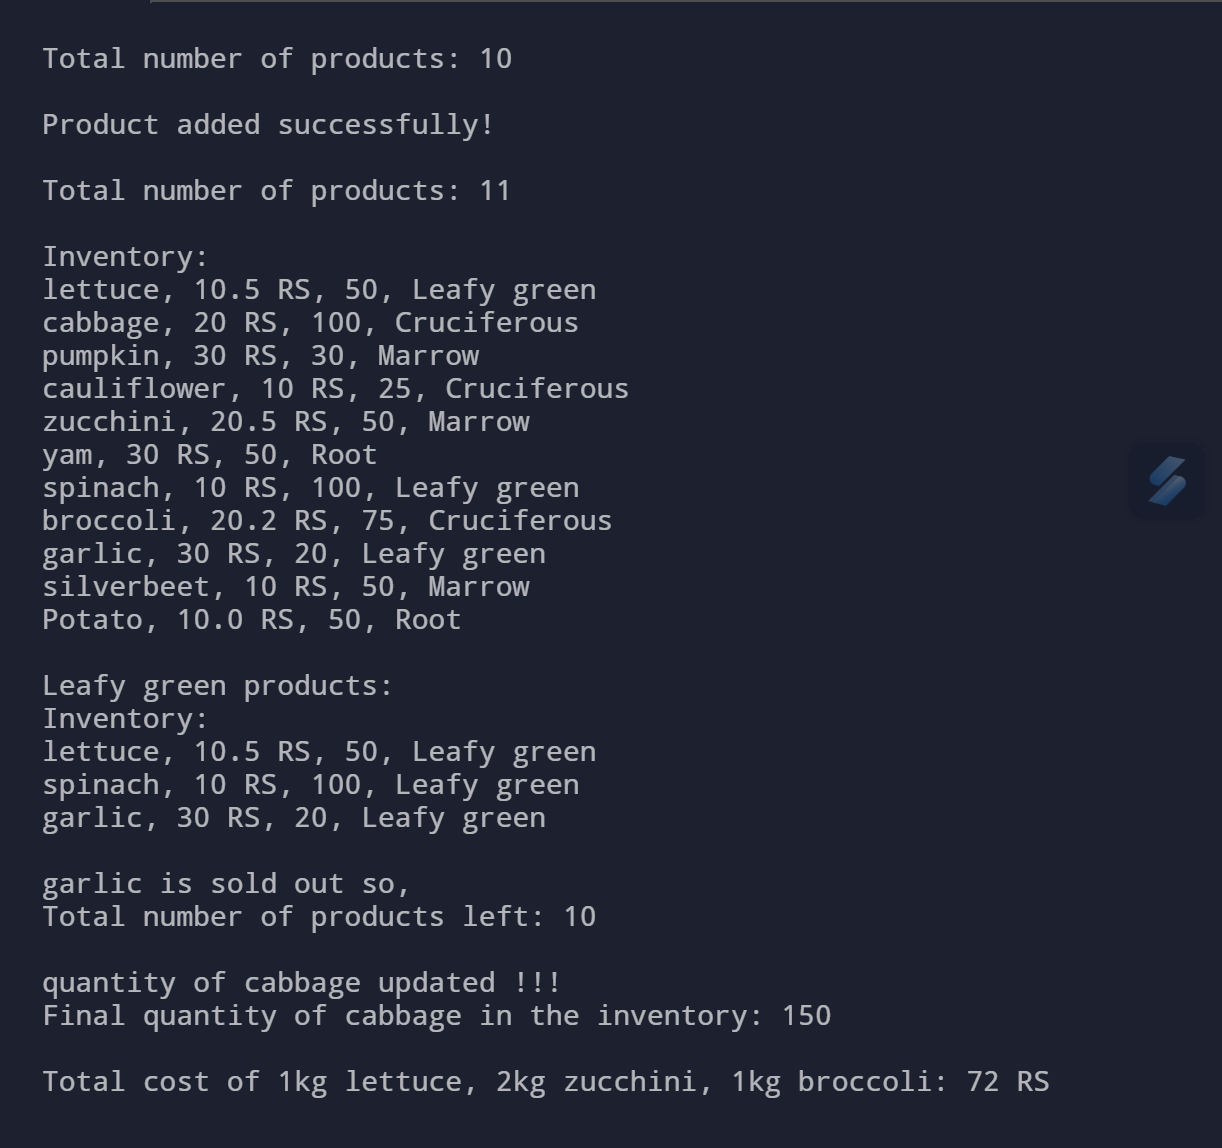 Total number of products: 10
Product added successfully!
Total number of products: 11
Inventory:
lettuce, 10.5 RS, 50, Leafy green
cabbage, 20 RS, 100, Cruciferous
pumpkin, 30 RS, 30, Marrow
cauliflower, 10 RS, 25, Cruciferous
zucchini, 20.5 RS, 50, Marrow
yam, 30 RS, 50, Root
spinach, 10 RS, 100, Leafy green
broccoli, 20.2 RS, 75, Cruciferous
garlic, 30 RS, 20, Leafy green
silverbeet, 10 RS, 50, Marrow
Potato, 10.0 RS, 50, Root
Leafy green products:
Inventory:
lettuce, 10.5 RS, 50, Leafy green
spinach, 10 RS, 100, Leafy green
garlic, 30 RS, 20, Leafy green
garlic is sold out so,
Total number of products left: 10
quantity of cabbage updated !!!
Final quantity of cabbage in the inventory: 150
Total cost of 1kg lettuce, 2kg zucchini, 1kg broccoli: 72 RS